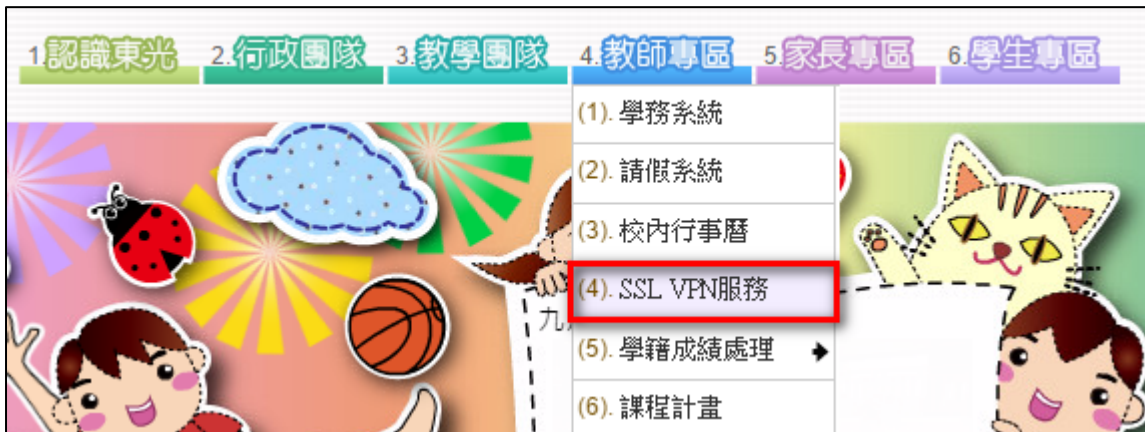 1.認識東光 2.行政團隊 3.教學團隊 4.教師專區 5.家長專區 6.學生專區
(1). 學務系統
(2). 請假系統
(3). 校內行事曆
(4). SSL VPN服務
九
(5). 學籍成績處理
(6). 課程計畫